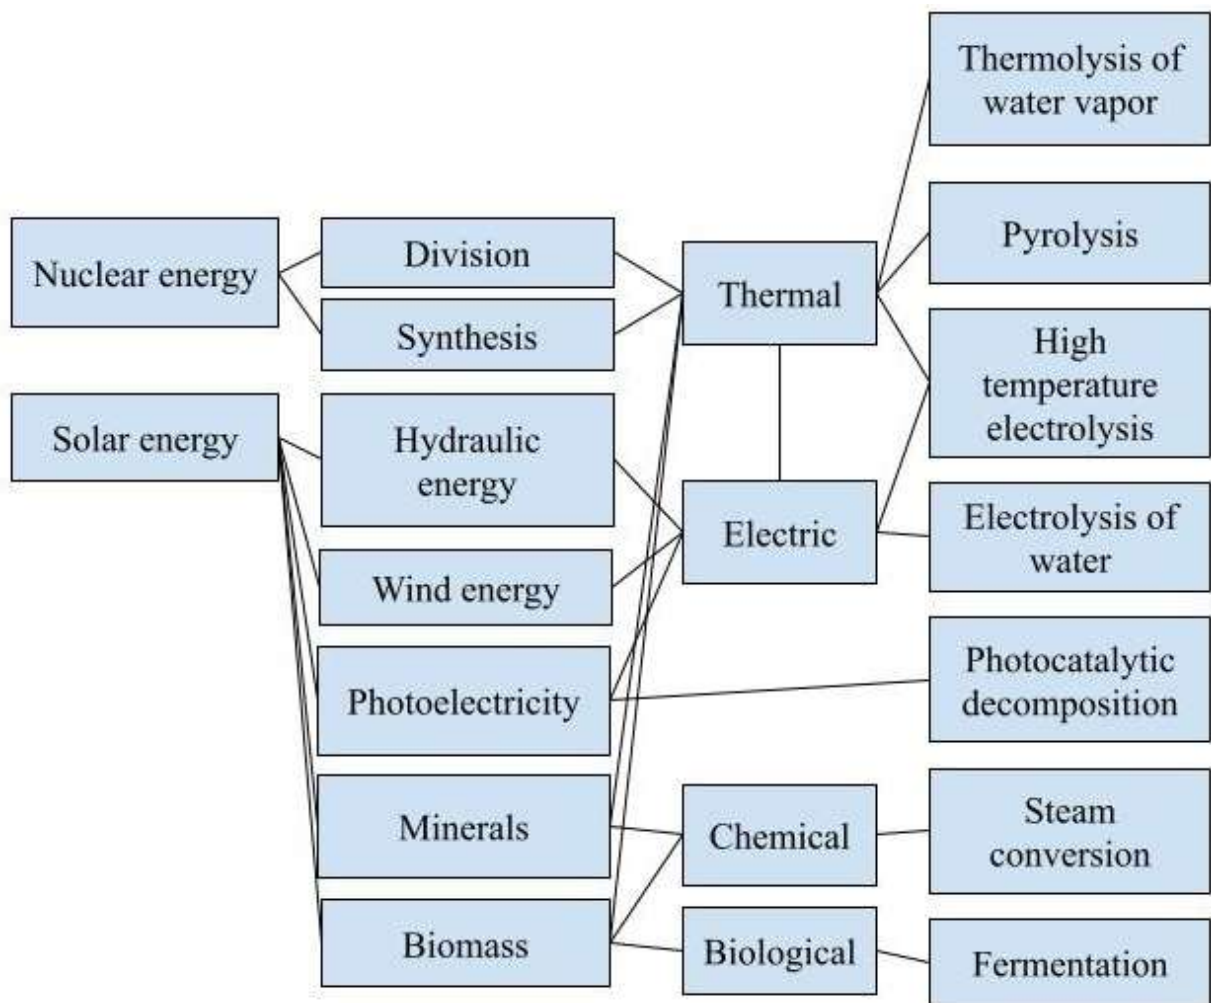 Nuclear energy
Solar energy
Division
Synthesis
Hydraulic
energy
Wind energy
Photoelectricity
Minerals
Biomass
Thermal
Electric
Chemical
Biological
Thermolysis of
water vapor
Pyrolysis
High
temperature
electrolysis
Electrolysis of
water
Photocatalytic
decomposition
Steam
conversion
Fermentation